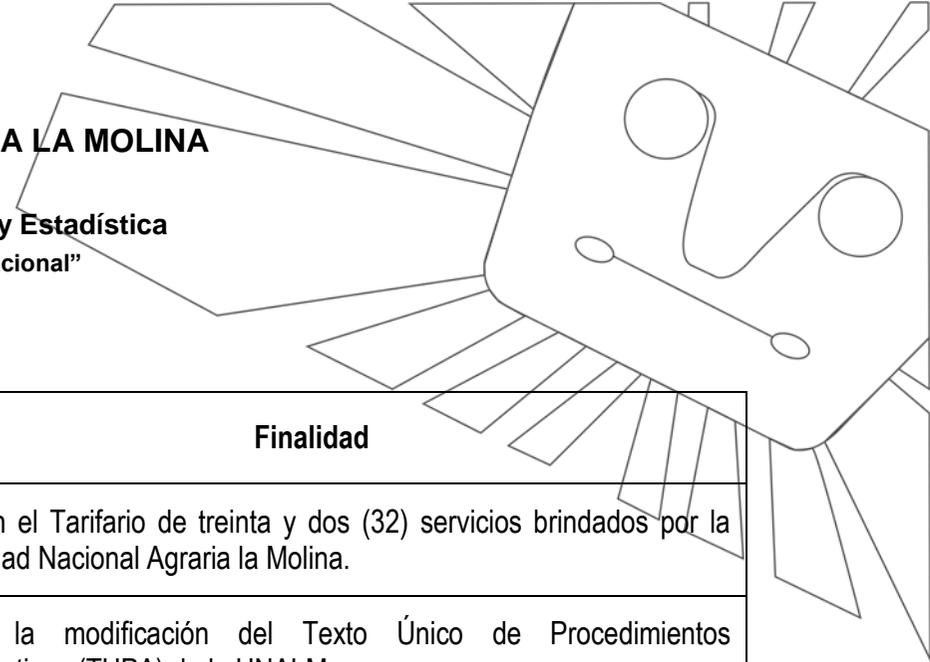 A LA MOLINA
y Estadística
cional”
Finalidad
n el Tarifario de treinta y dos (32) servicios brindados por la
ad Nacional Agraria la Molina.
la modificación del Texto Único de Procedimientos